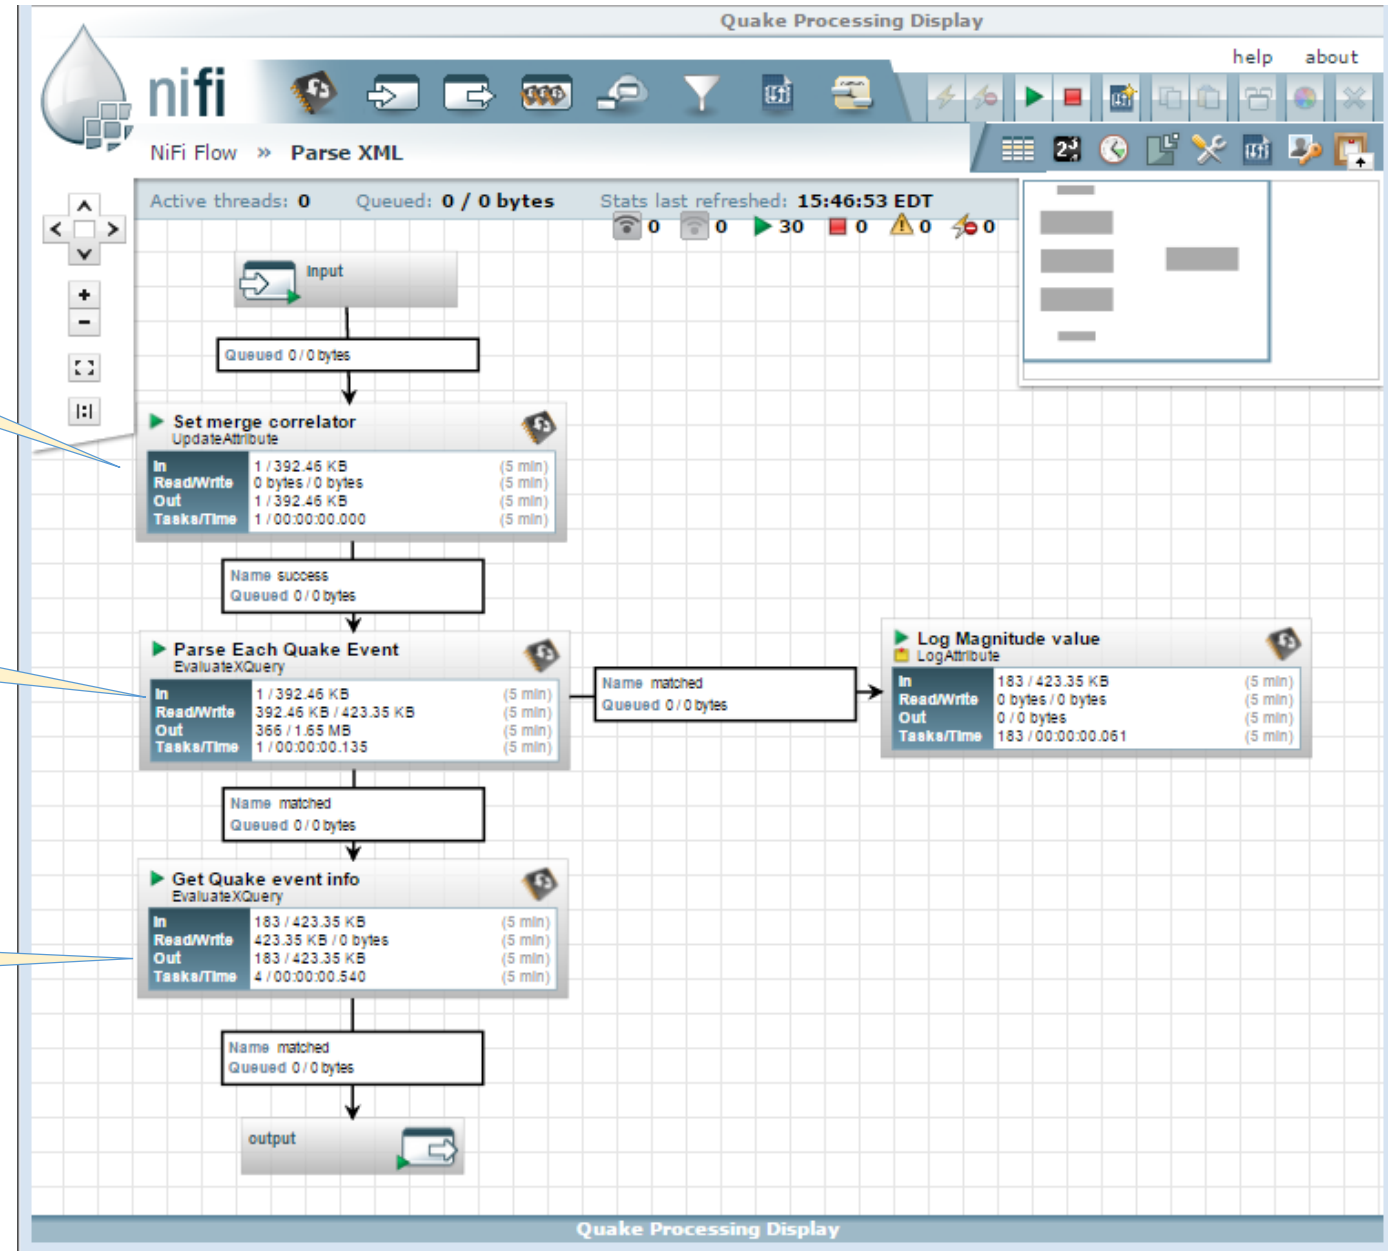 Quake Processing Display
help about
nifi
NiFi Flow » Parse XML
Active threads: 0 Queued: 0 / 0 bytes Stats last refreshed: 15:46:53 EDT
0 0 30 0 0 0
Input
Queued 0 / 0 bytes
Set merge correlator
UpdateAttribute
In 1 / 392.46 KB (5 min)
Read/Write 0 bytes / 0 bytes (5 min)
Out 1 / 392.46 KB (5 min)
Tasks/Time 1 / 00:00:00.000 (5 min)
Name success
Queued 0 / 0 bytes
Parse Each Quake Event
EvaluateXQuery
In 1 / 392.46 KB (5 min)
Read/Write 392.46 KB / 423.35 KB (5 min)
Out 366 / 1.65 MB (5 min)
Tasks/Time 1 / 00:00:00.135 (5 min)
Name matched
Queued 0 / 0 bytes
Log Magnitude value
LogAttribute
In 183 / 423.35 KB (5 min)
Read/Write 0 bytes / 0 bytes (5 min)
Out 0 / 0 bytes (5 min)
Tasks/Time 183 / 00:00:00.061 (5 min)
Name matched
Queued 0 / 0 bytes
Get Quake event info
EvaluateXQuery
In 183 / 423.35 KB (5 min)
Read/Write 423.35 KB / 0 bytes (5 min)
Out 183 / 423.35 KB (5 min)
Tasks/Time 4 / 00:00:00.540 (5 min)
Name matched
Queued 0 / 0 bytes
output
Quake Processing Display